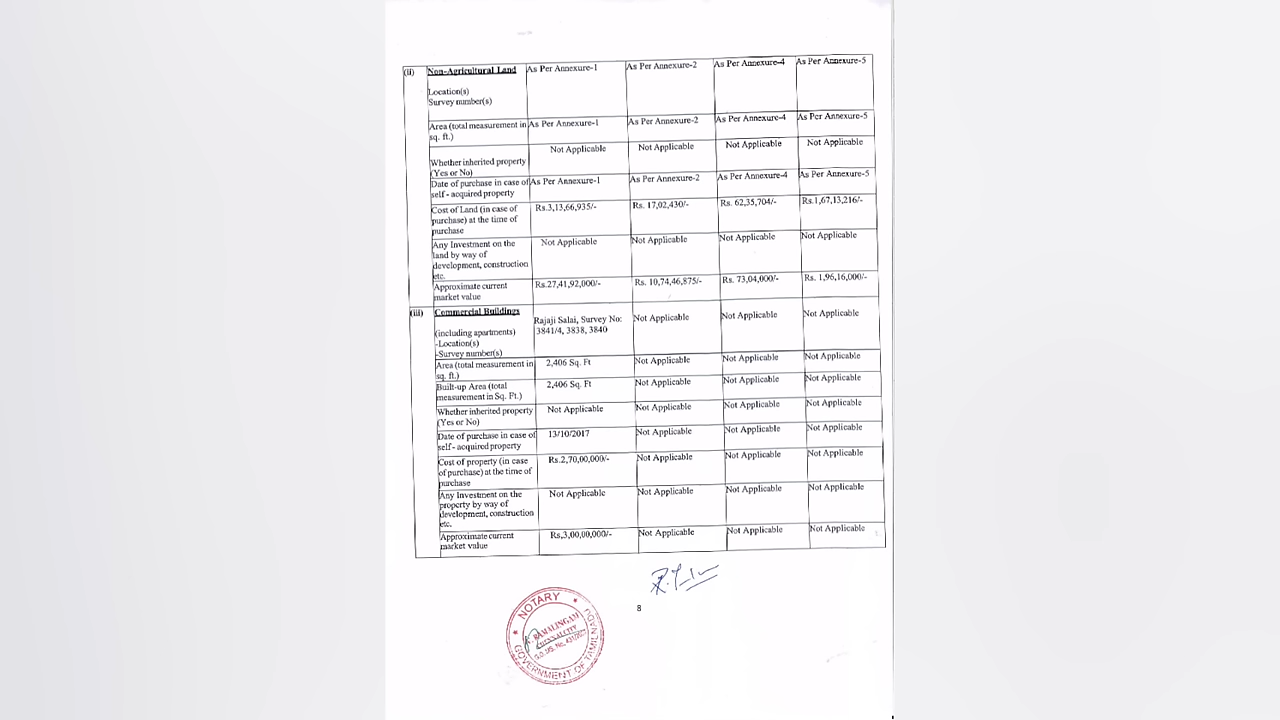 (ii) Non-Agricultural Land As Per Annexure-1 As Per Annexure-2 As Per Annexure-4 As Per Annexure-5
Location(s)
Survey number(s)
Area (total measurement in As Per Annexure-1 As Per Annexure-2 As Per Annexure-4 As Per Annexure-5
sq. ft.)
Not Applicable Not Applicable Not Applicable Not Applicable
Whether inherited property
(Yes or No)
Date of purchase in case of As Per Annexure-1 As Per Annexure-2 As Per Annexure-4 As Per Annexure-5
self - acquired property
Cost of Land (in case of Rs.3,13,66,935/- Rs. 17,02,430/- Rs. 62,35,704/- Rs.1,67,13,216/-
purchase) at the time of
purchase
Any Investment on the Not Applicable Not Applicable Not Applicable Not Applicable
land by way of
development, construction
etc.
Approximate current Rs.27,41,92,000/- Rs. 10,74,46,875/- Rs. 73,04,000/- Rs. 1,96,16,000/-
market value
(iii) Commercial Buildings
Rajaji Salai, Survey No: Not Applicable Not Applicable Not Applicable
(including apartments) 3841/4, 3838, 3840
-Location(s)
-Survey number(s)
Area (total measurement in 2,406 Sq. Ft Not Applicable Not Applicable Not Applicable
sq. ft.)
Built-up Area (total 2,406 Sq. Ft Not Applicable Not Applicable Not Applicable
measurement in Sq. Ft.)
Whether inherited property Not Applicable Not Applicable Not Applicable Not Applicable
(Yes or No)
Date of purchase in case of 13/10/2017 Not Applicable Not Applicable Not Applicable
self - acquired property
Cost of property (in case Rs.2,70,00,000/- Not Applicable Not Applicable Not Applicable
of purchase) at the time of
purchase
Any Investment on the Not Applicable Not Applicable Not Applicable Not Applicable
property by way of
development, construction
etc.
Approximate current Rs,3,00,00,000/- Not Applicable Not Applicable Not Applicable
market value
8
NOTARY
RAMALINGAM
CHENNAI CITY
GOVERNMENT OF TAMILNADU